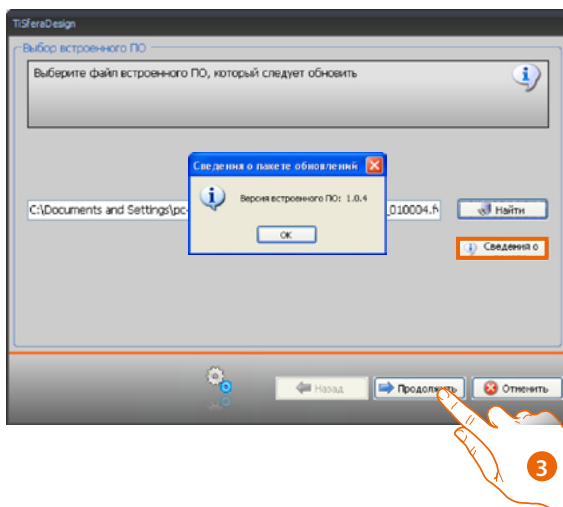 TiSferaDesign
Выбор встроенного ПО
Выберите файл встроенного ПО, который следует обновить
Сведения о пакете обновлений
Версия встроенного ПО: 1.0.4
OK
C:\Documents and Settings\pc- _010004.f
Найти
Сведения о
Назад
Продолжить
Отменить
3